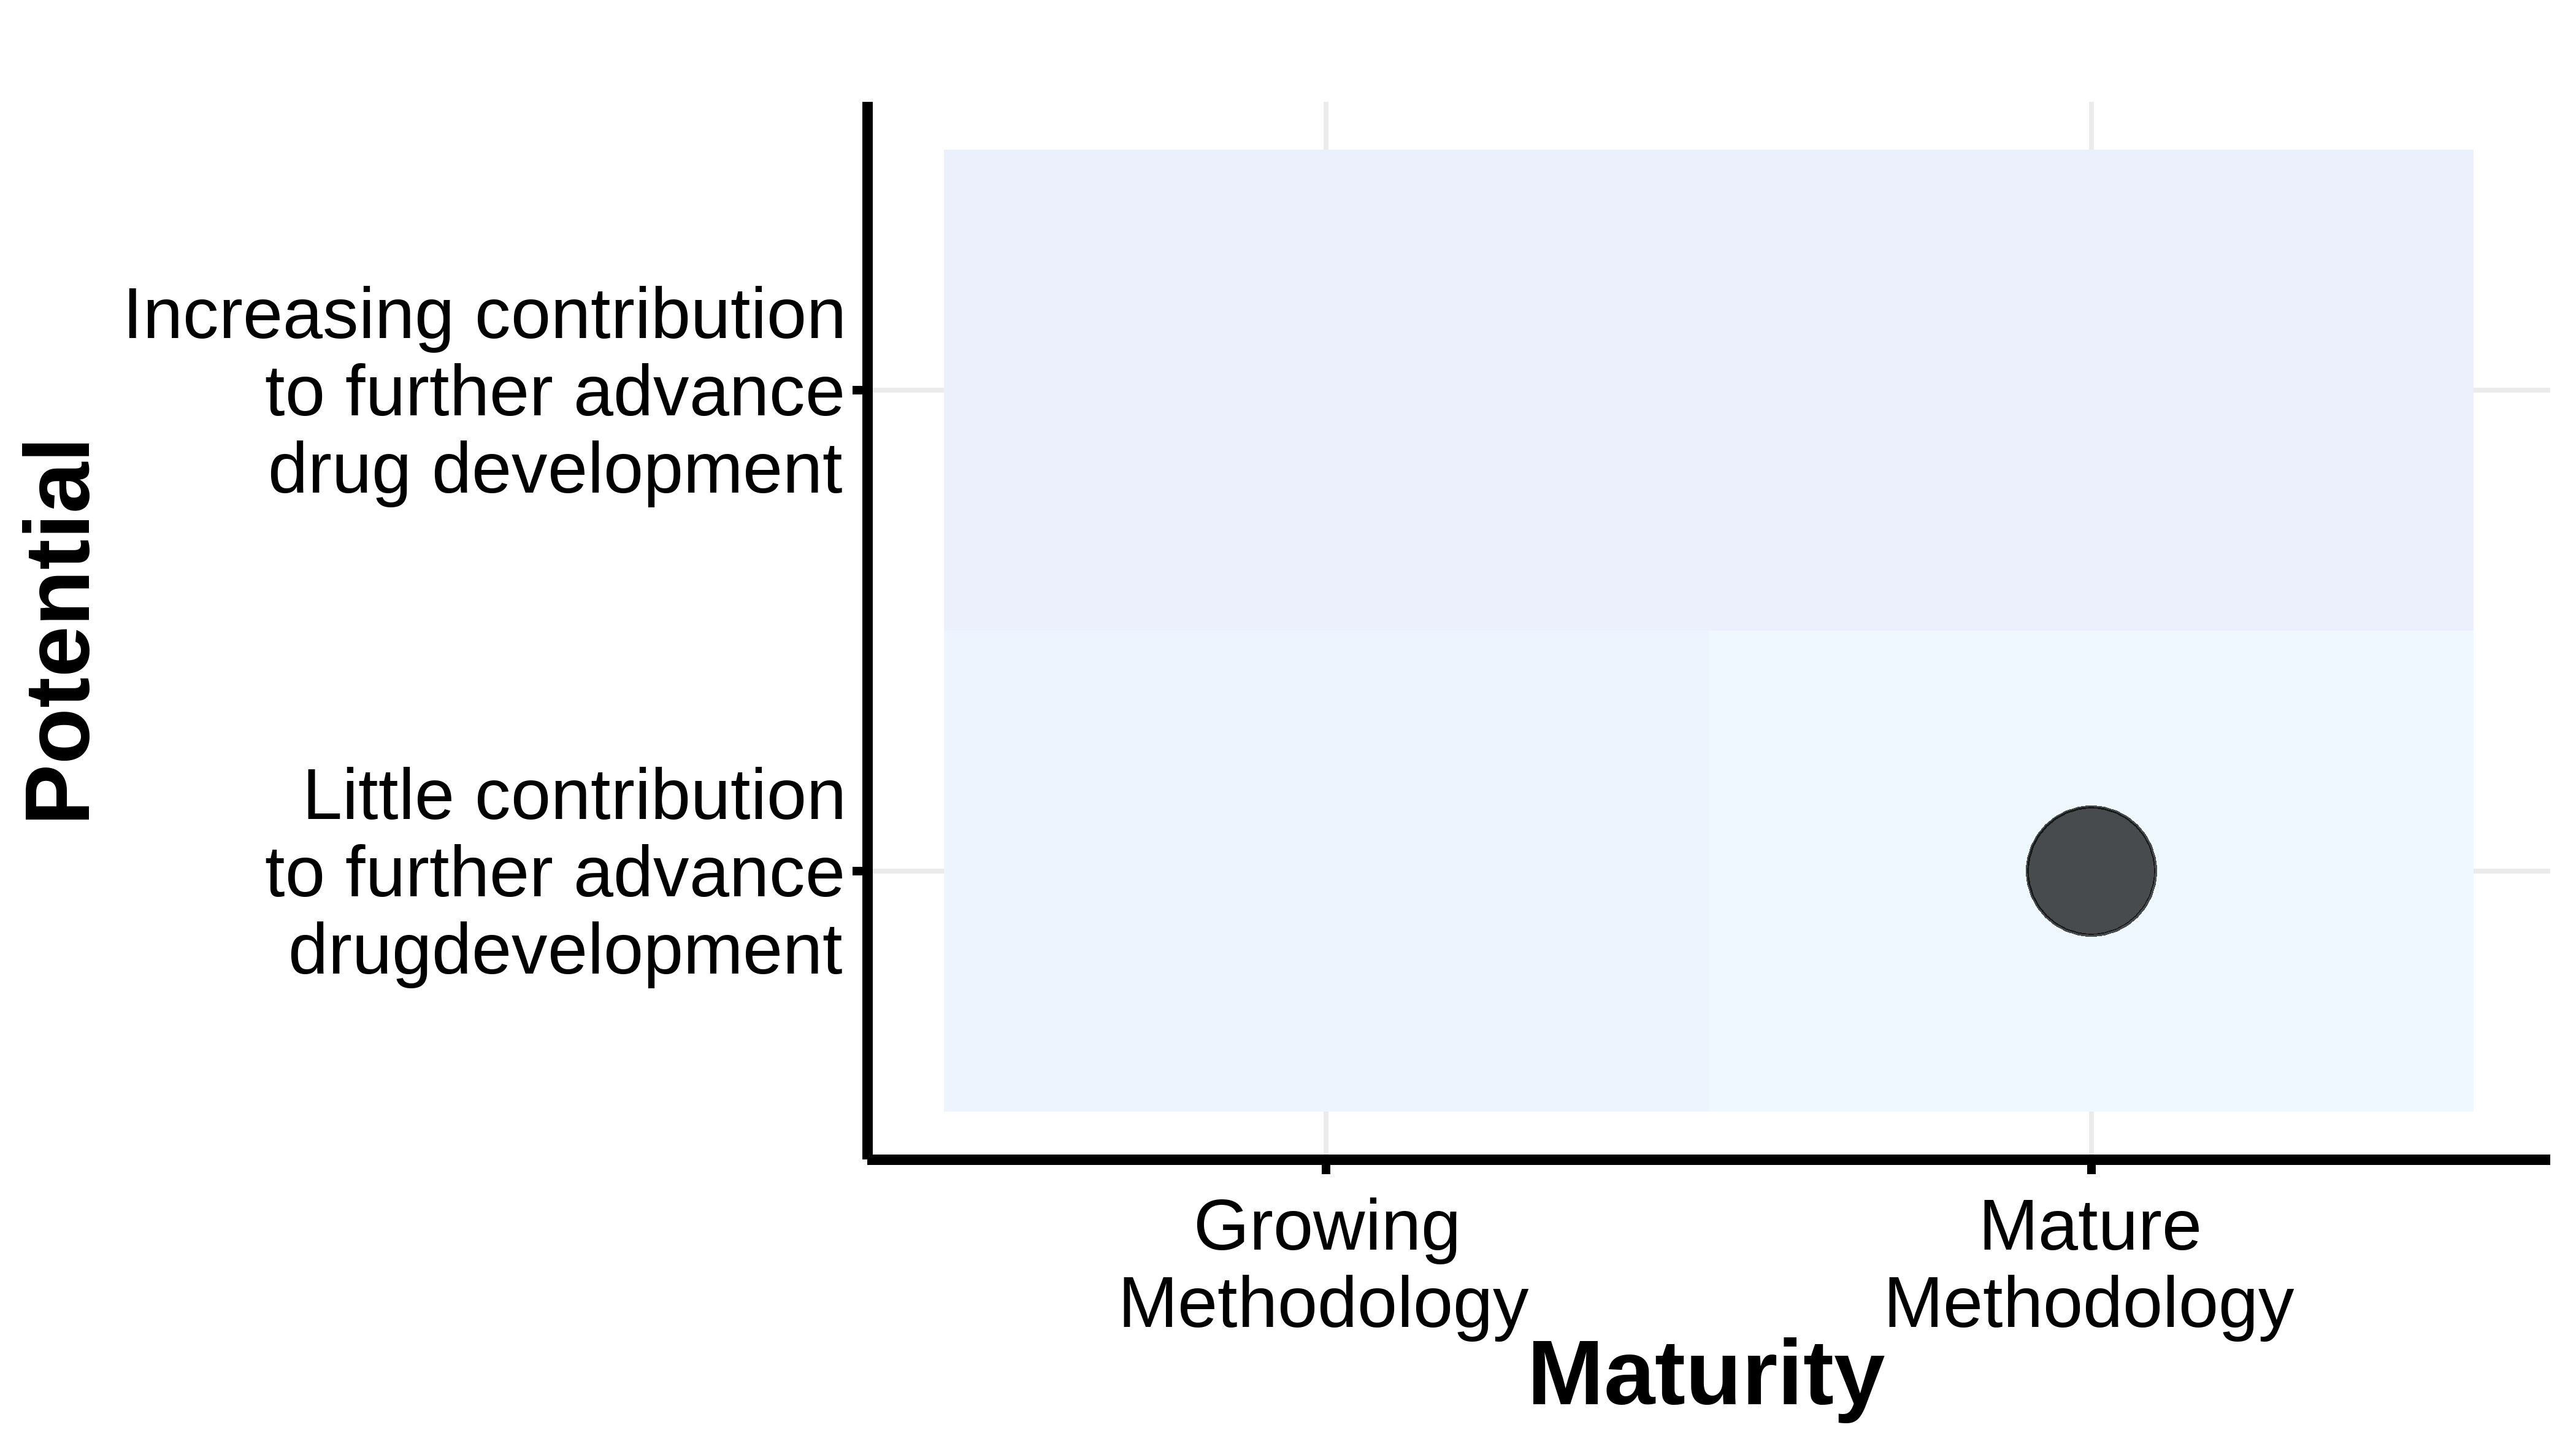 Potential
Increasing contribution
to further advance
drug development
Little contribution
to further advance
drugdevelopment
Growing
Methodology
Mature
Methodology
Maturity